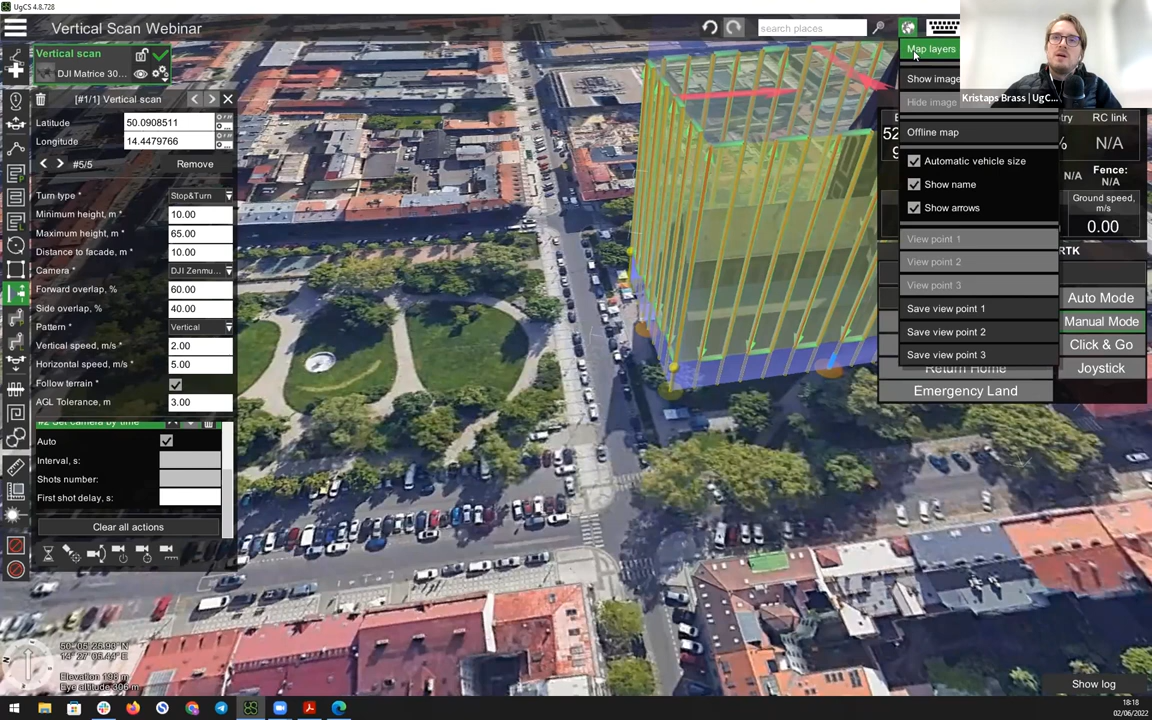 UgCS 4.8.728
Vertical Scan Webinar
search places
Vertical scan
DJI Matrice 30...
[#1/1] Vertical scan
Latitude
50.0908511
Longitude
14.4479766
#5/5
Remove
Turn type *
Stop&Turn
Minimum height, m *
10.00
Maximum height, m *
65.00
Distance to facade, m *
10.00
Camera *
DJI Zenmu...
Forward overlap, %
60.00
Side overlap, %
40.00
Pattern *
Vertical
Vertical speed, m/s *
2.00
Horizontal speed, m/s *
5.00
Follow terrain *
AGL Tolerance, m
3.00
#2 Set camera by time
Auto
Interval, s:
Shots number:
First shot delay, s:
Clear all actions
Elevation 198 m
Map layers
Show image
Hide image
Offline map
Automatic vehicle size
Show name
Show arrows
View point 1
View point 2
View point 3
Save view point 1
Save view point 2
Save view point 3
Kristaps Brass | UgC...
RC link
N/A
N/A
Fence:
N/A
Ground speed, m/s
0.00
RTK
Auto Mode
Manual Mode
Click & Go
Joystick
Return Home
Emergency Land
Show log
18:18
02/06/2022